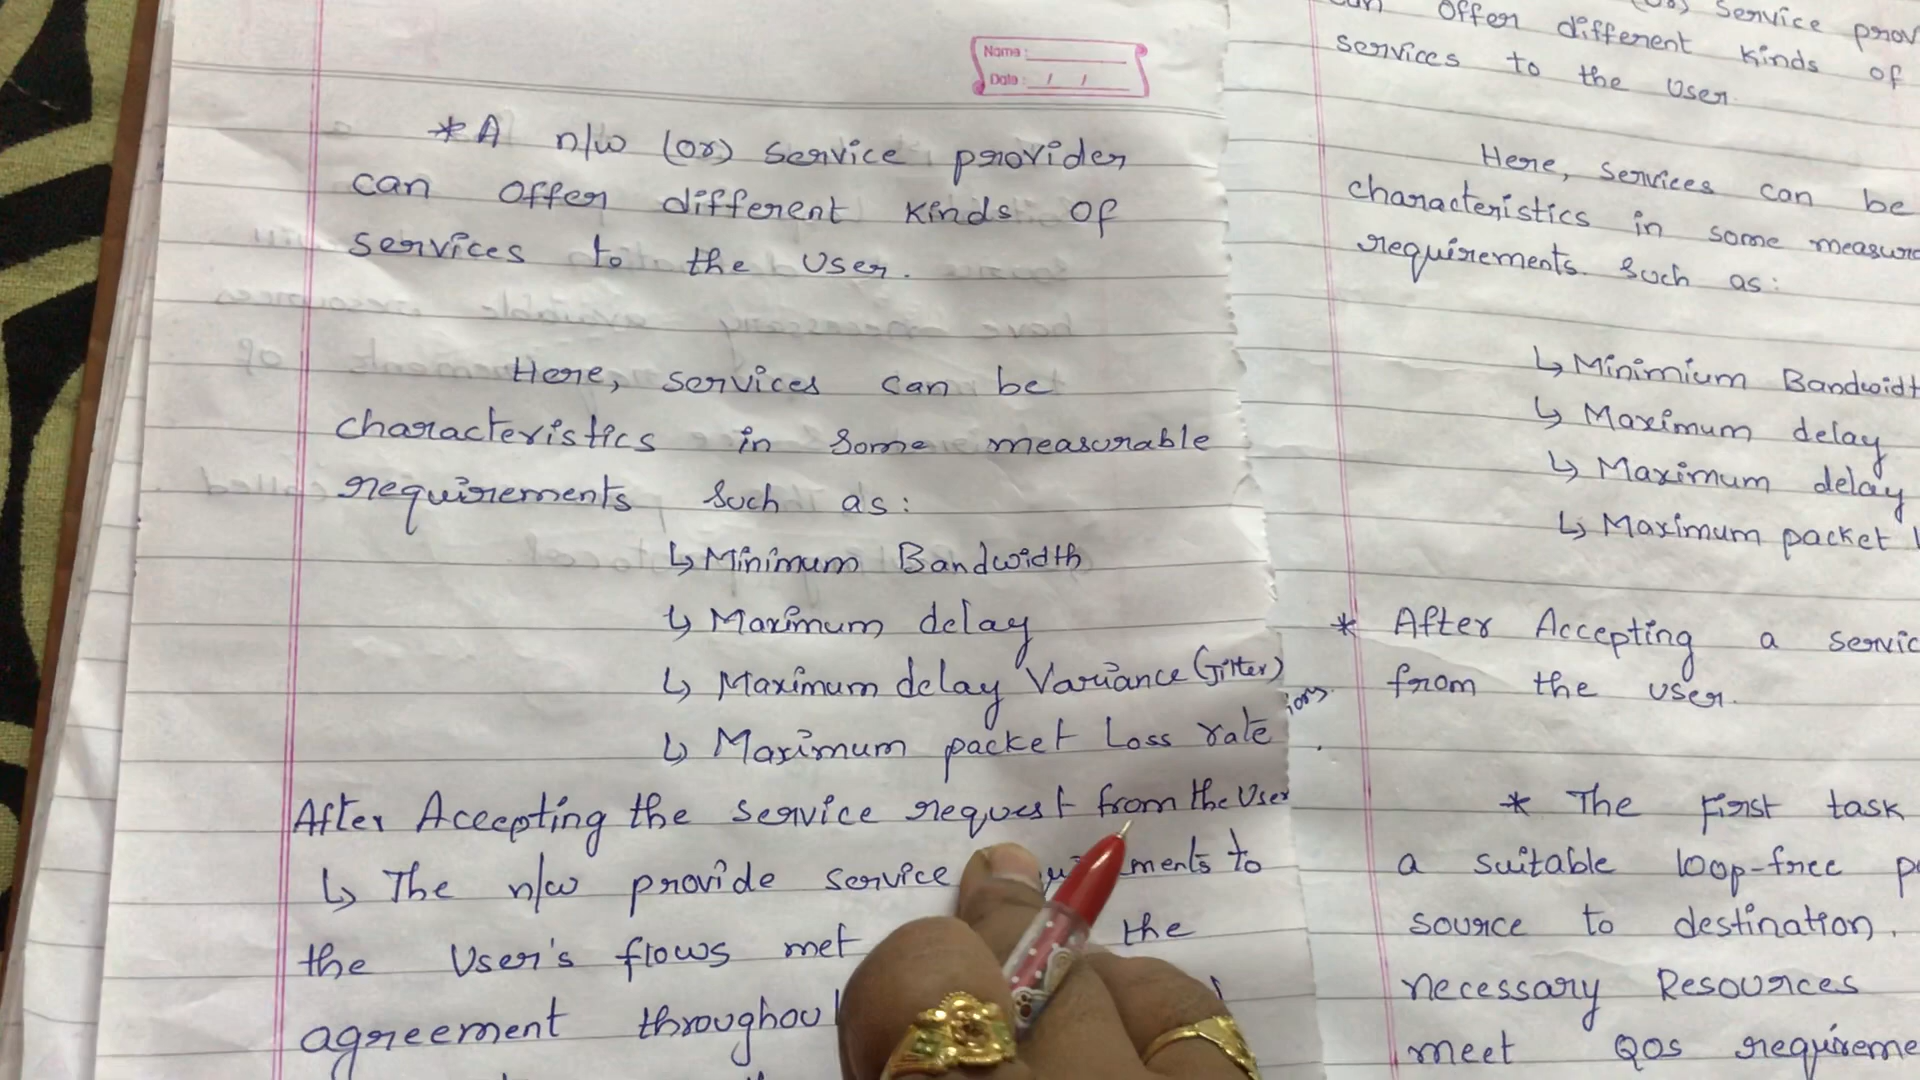 Name :
Date : / /
* A n/w (or) service provider
can offer different kinds of
services to the user.
Here, services can be
characteristics in some measurable
requirements such as:
↳ Minimum Bandwidth
↳ Maximum delay
↳ Maximum delay Variance (Jitter)
↳ Maximum packet Loss rate
After Accepting the service request from the User
↳ The n/w provide service ments to
the User's flows met the
agreement throughou
service prov
offer different kinds of
services to the user.
Here, services can be
characteristics in some measur
requirements such as:
↳ Minimium Bandwidt
↳ Maximum delay
↳ Maximum delay
↳ Maximum packet l
* After Accepting a servic
from the user.
* The first task
a suitable loop-free p
source to destination.
necessary Resources
meet QOS requireme